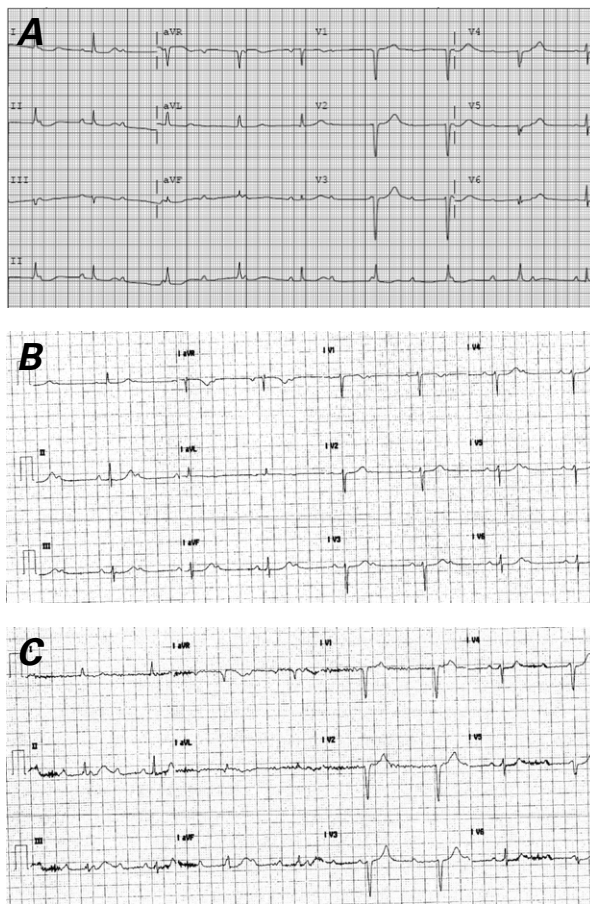 A
I aVR V1 V4
II aVL V2 V5
III aVF V3 V6
II
B
I aVR I V1 I V4
II I aVL I V2 I V5
III I aVF I V3 I V6
C
I I aVR I V1 I V4
II I aVL I V2 I V5
III I aVF I V3 I V6